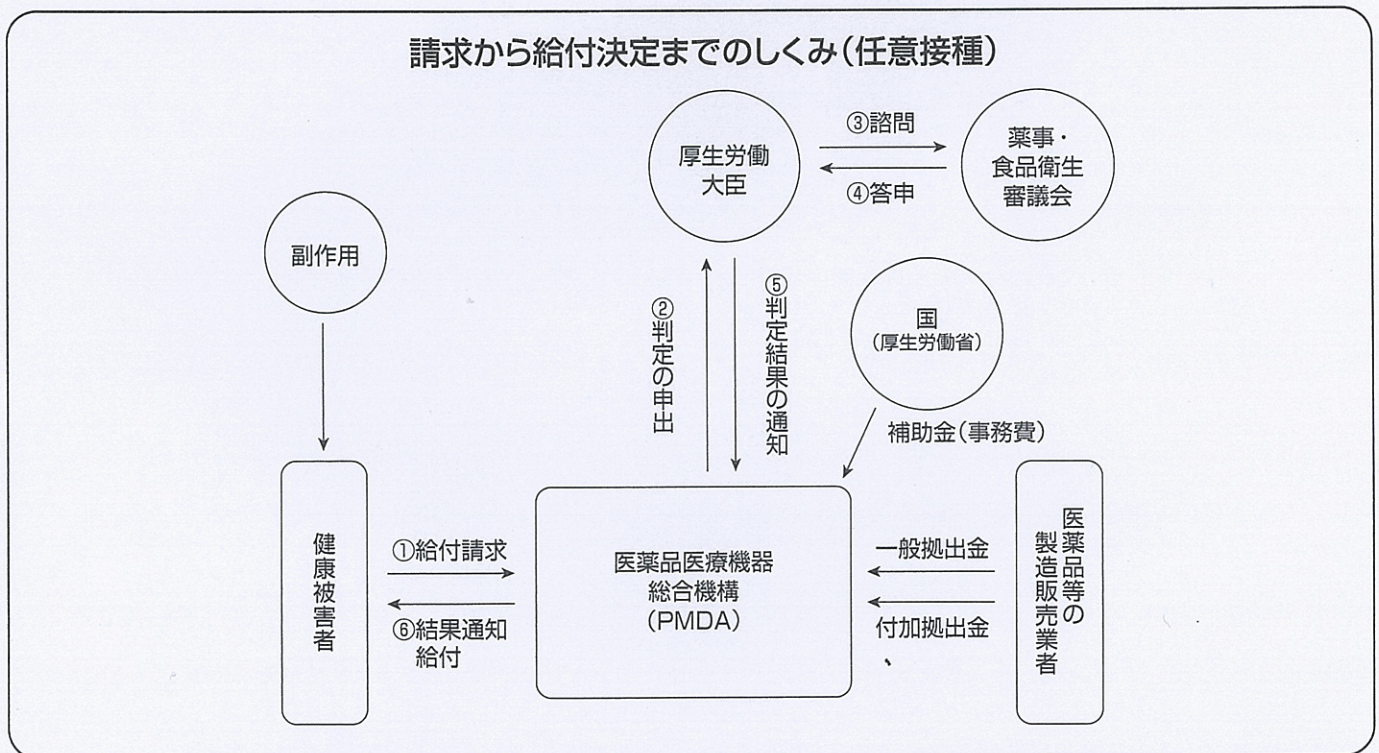 請求から給付決定までのしくみ(任意接種)
厚生労働
大臣
③諮問
④答申
薬事・
食品衛生
審議会
副作用
②判定の申出
⑤判定結果の通知
国
(厚生労働省)
補助金(事務費)
健康被害者
①給付請求
⑥結果通知
給付
医薬品医療機器
総合機構
(PMDA)
一般拠出金
付加拠出金
医薬品等の
製造販売業者